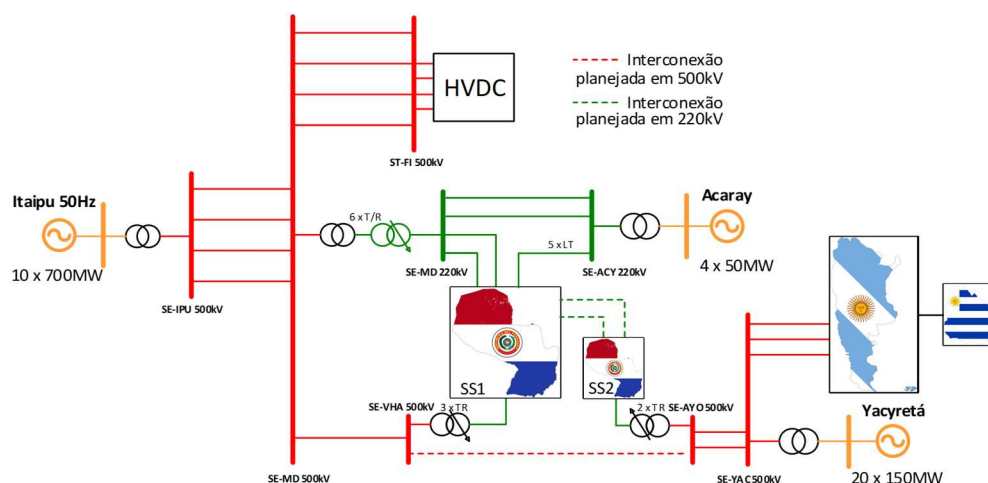 Interconexão
planejada em 500kV
Interconexão
planejada em 220kV
HVDC
ST-FI 500kV
Itaipu 50Hz
10 x 700MW
SE-IPU 500kV
6 x T/R
SE-MD 220kV
5 x LT
SE-ACY 220kV
Acaray
4 x 50MW
SS1
SS2
SE-VHA 500kV
3 x TR
2 x TR
SE-AYO 500kV
SE-MD 500kV
SE-YAC 500kV
Yacyretá
20 x 150MW